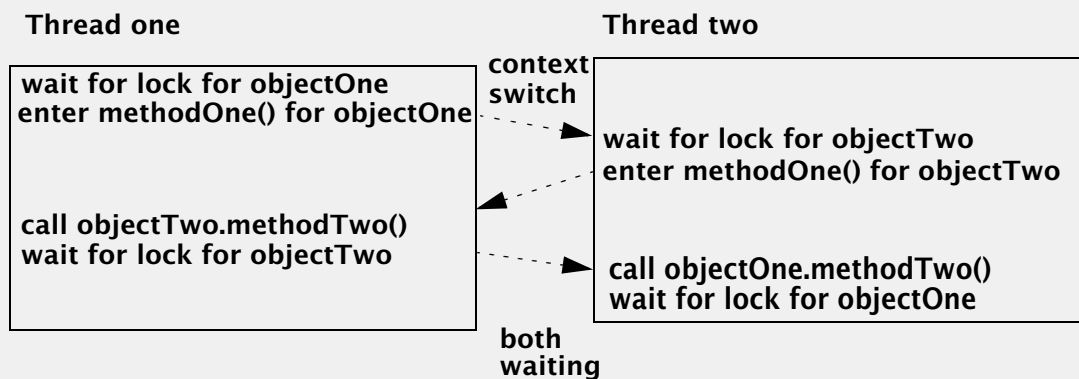 Thread one
Thread two
wait for lock for objectOne
enter methodOne() for objectOne
context
switch
wait for lock for objectTwo
enter methodOne() for objectTwo
call objectTwo.methodTwo()
wait for lock for objectTwo
call objectOne.methodTwo()
wait for lock for objectOne
both
waiting